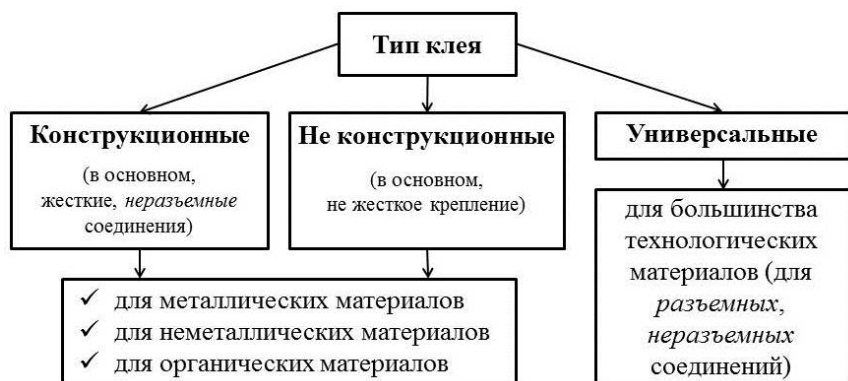 Тип клея
Конструкционные
(в основном,
жесткие, неразъемные
соединения)
Не конструкционные
(в основном,
не жесткое крепление)
Универсальные
для большинства
технологических
материалов (для
разъемных,
неразъемных
соединений)
✓ для металлических материалов
✓ для неметаллических материалов
✓ для органических материалов